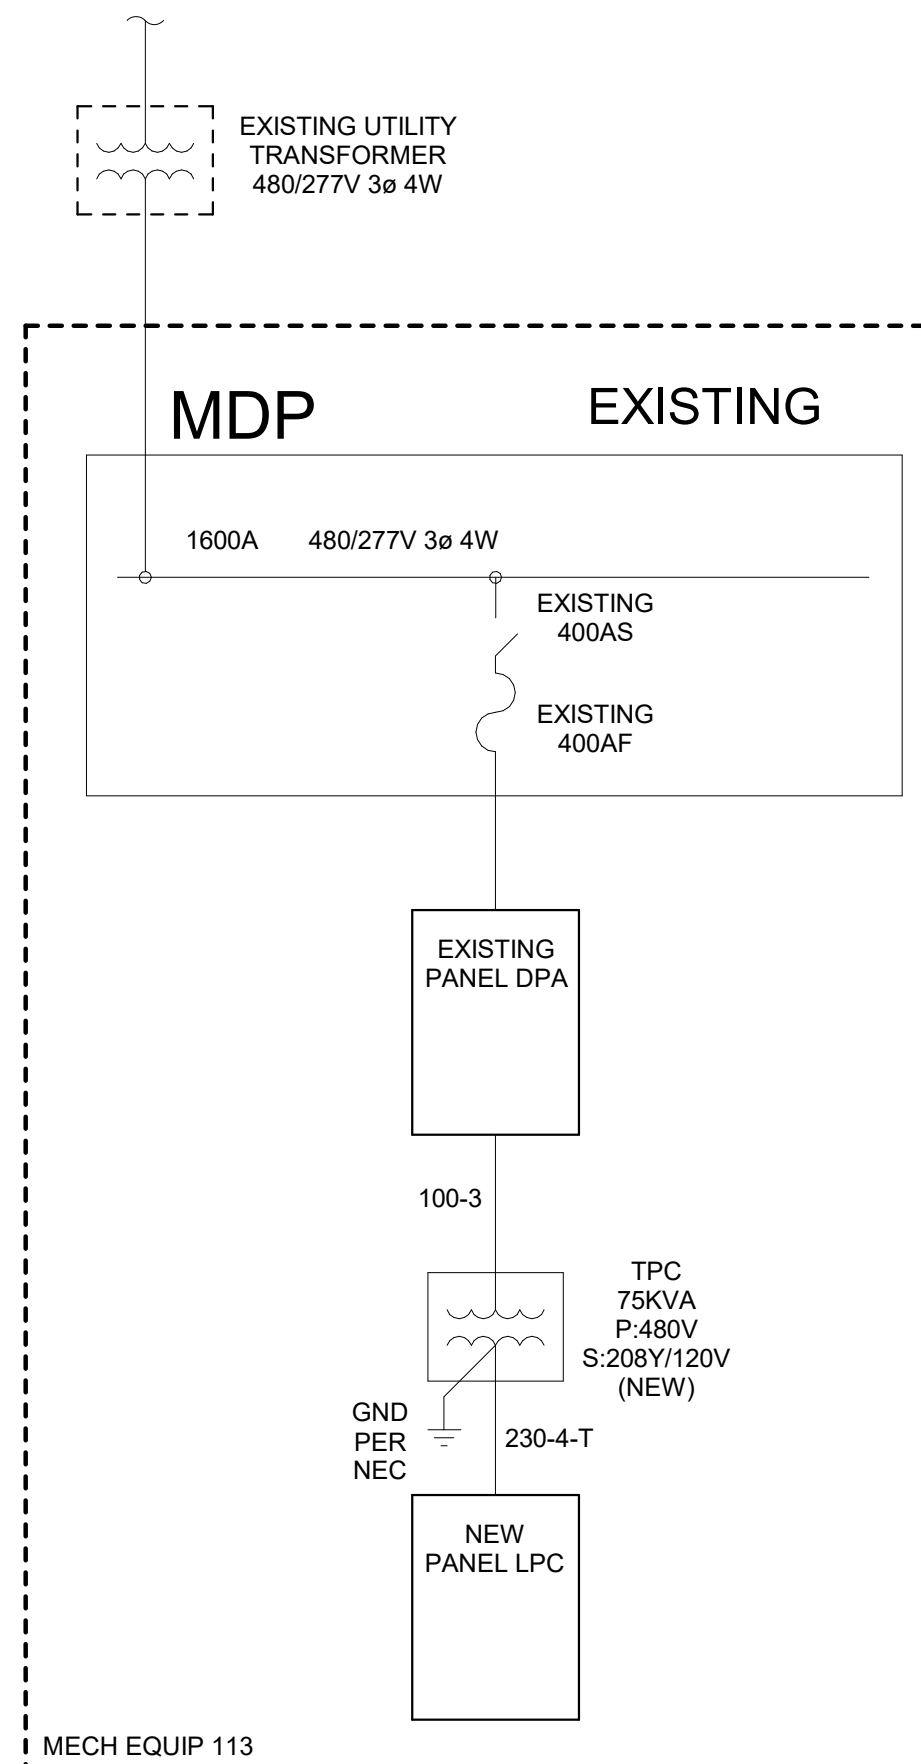 EXISTING UTILITY
TRANSFORMER
480/277V 3ø 4W
MDP
EXISTING
1600A 480/277V 3ø 4W
EXISTING
400AS
EXISTING
400AF
EXISTING
PANEL DPA
100-3
TPC
75KVA
P:480V
S:208Y/120V
(NEW)
GND
PER
NEC
230-4-T
NEW
PANEL LPC
MECH EQUIP 113